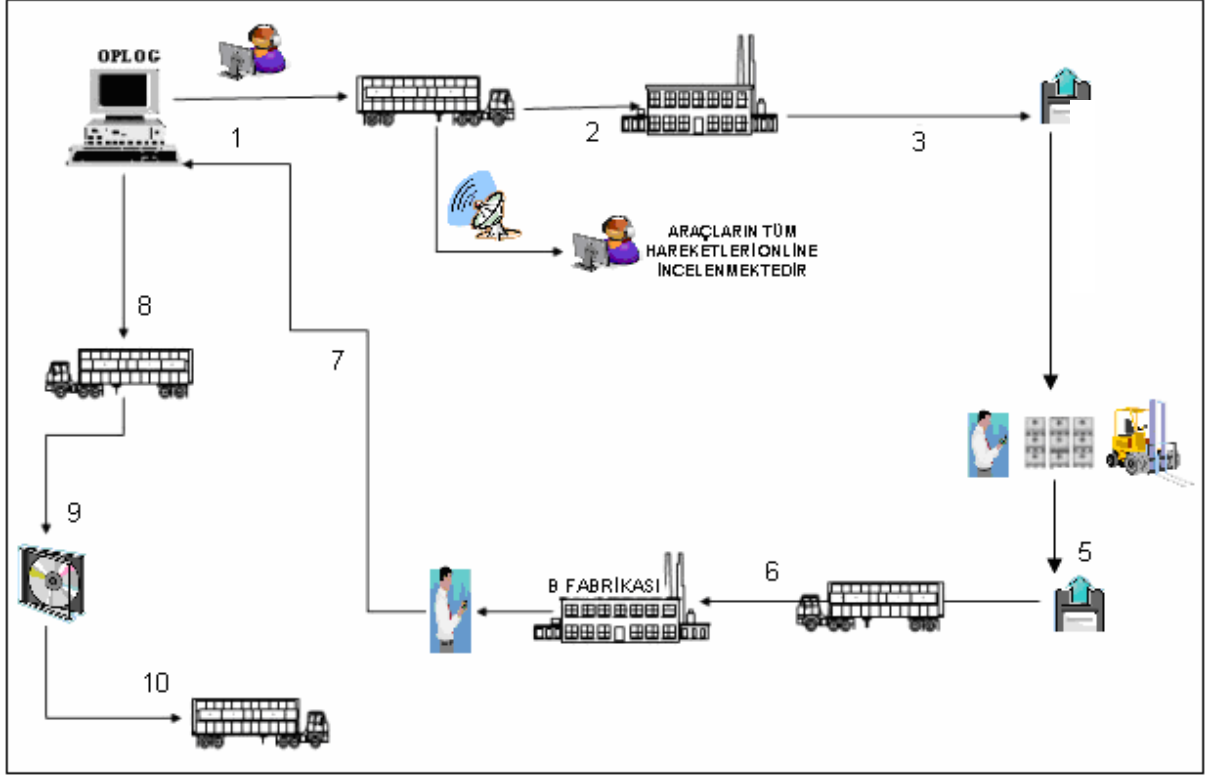 OPLOG
1
2
3
ARAÇLARIN TÜM
HAREKETLERİ ONLINE
İNCELENMEKTEDİR
8
7
9
5
6
B FABRİKASI
10